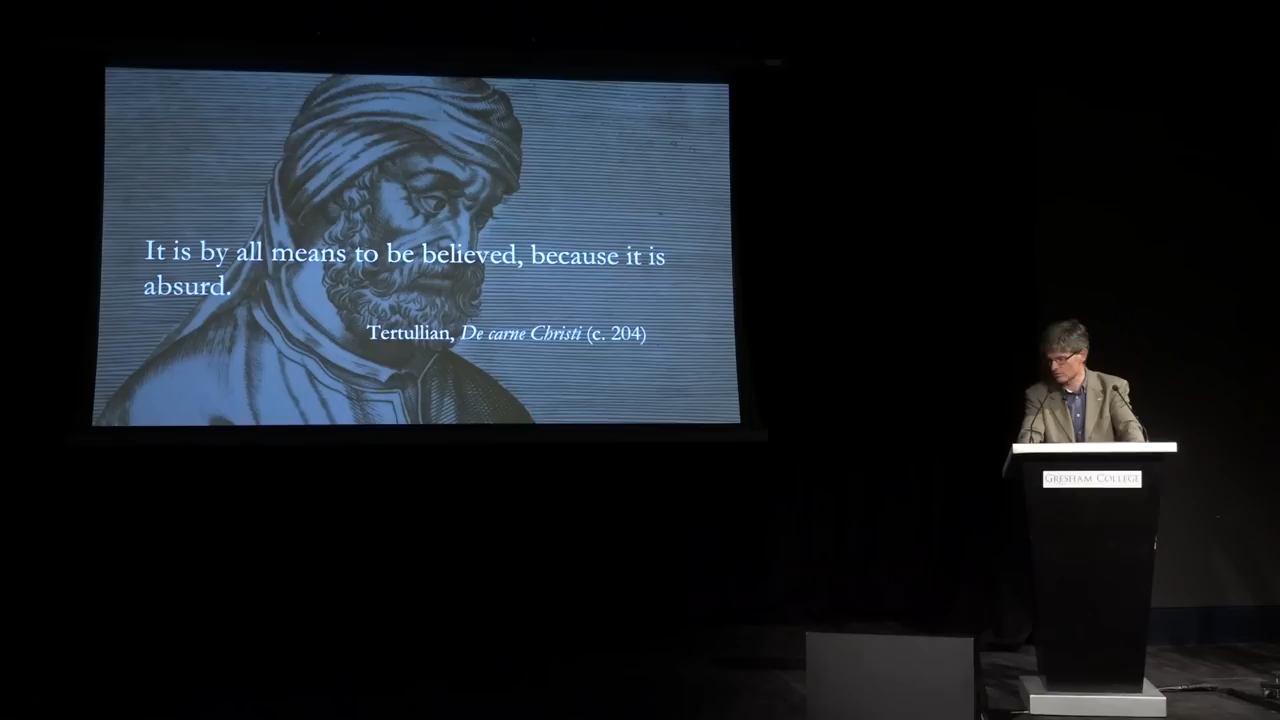 It is by all means to be believed, because it is
absurd.
Tertullian, De carne Christi (c. 204)
GRESHAM COLLEGE